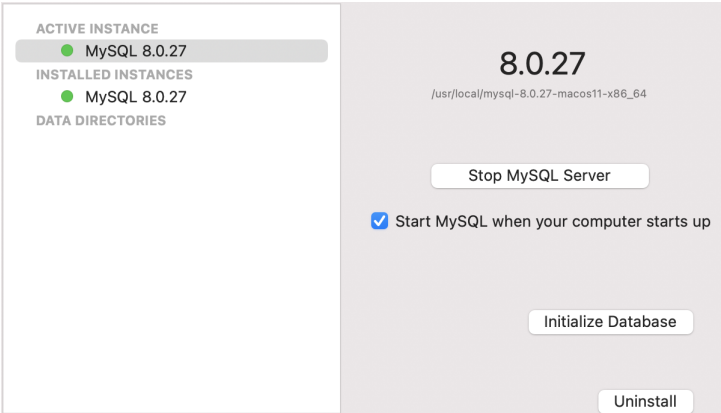 ACTIVE INSTANCE
MySQL 8.0.27
INSTALLED INSTANCES
MySQL 8.0.27
DATA DIRECTORIES
8.0.27
/usr/local/mysql-8.0.27-macos11-x86_64
Stop MySQL Server
Start MySQL when your computer starts up
Initialize Database
Uninstall